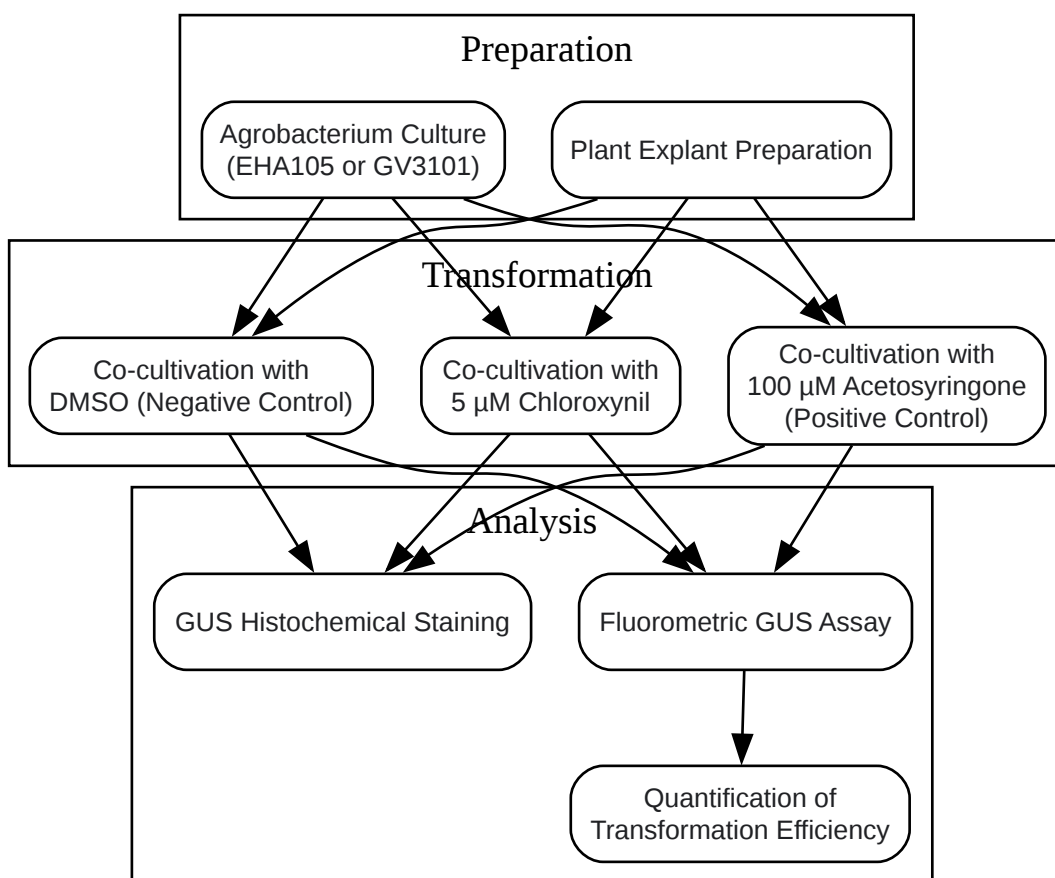 Preparation
Agrobacterium Culture
(EHA105 or GV3101)
Plant Explant Preparation
Transformation
Co-cultivation with
DMSO (Negative Control)
Co-cultivation with
5 µM Chloroxynil
Co-cultivation with
100 µM Acetosyringone
(Positive Control)
Analysis
GUS Histochemical Staining
Fluorometric GUS Assay
Quantification of
Transformation Efficiency